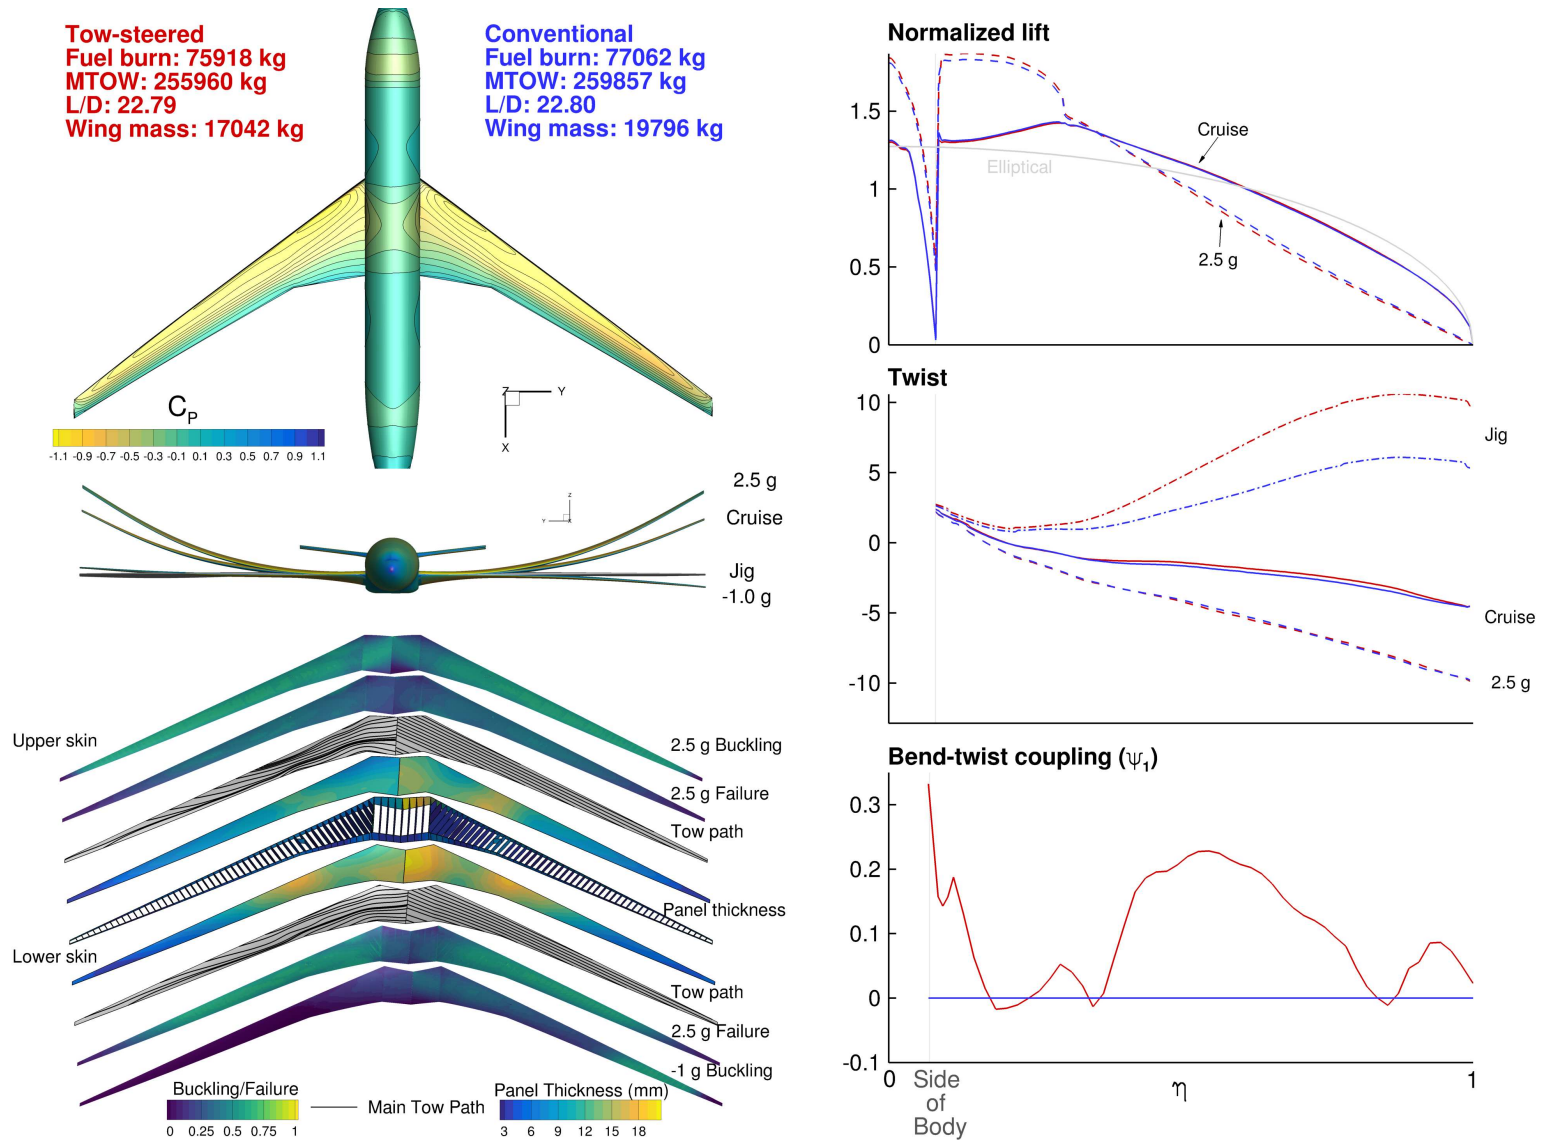 Tow-steered
Fuel burn: 75918 kg
MTOW: 255960 kg
L/D: 22.79
Wing mass: 17042 kg
Conventional
Fuel burn: 77062 kg
MTOW: 259857 kg
L/D: 22.80
Wing mass: 19796 kg
CP
-1.1 -0.9 -0.7 -0.5 -0.3 -0.1 0.1 0.3 0.5 0.7 0.9 1.1
Z
Y
X
2.5 g
Cruise
Jig
-1.0 g
Z
Y
X
Upper skin
2.5 g Buckling
2.5 g Failure
Tow path
Panel thickness
Lower skin
Tow path
2.5 g Failure
-1 g Buckling
Buckling/Failure
0 0.25 0.5 0.75 1
Main Tow Path
Panel Thickness (mm)
3 6 9 12 15 18
Normalized lift
1.5
1
0.5
0
Cruise
Elliptical
2.5 g
Twist
10
5
0
-5
-10
Jig
Cruise
2.5 g
Bend-twist coupling (ψ1)
0.3
0.2
0.1
0
-0.1
0
Side
of
Body
η
1